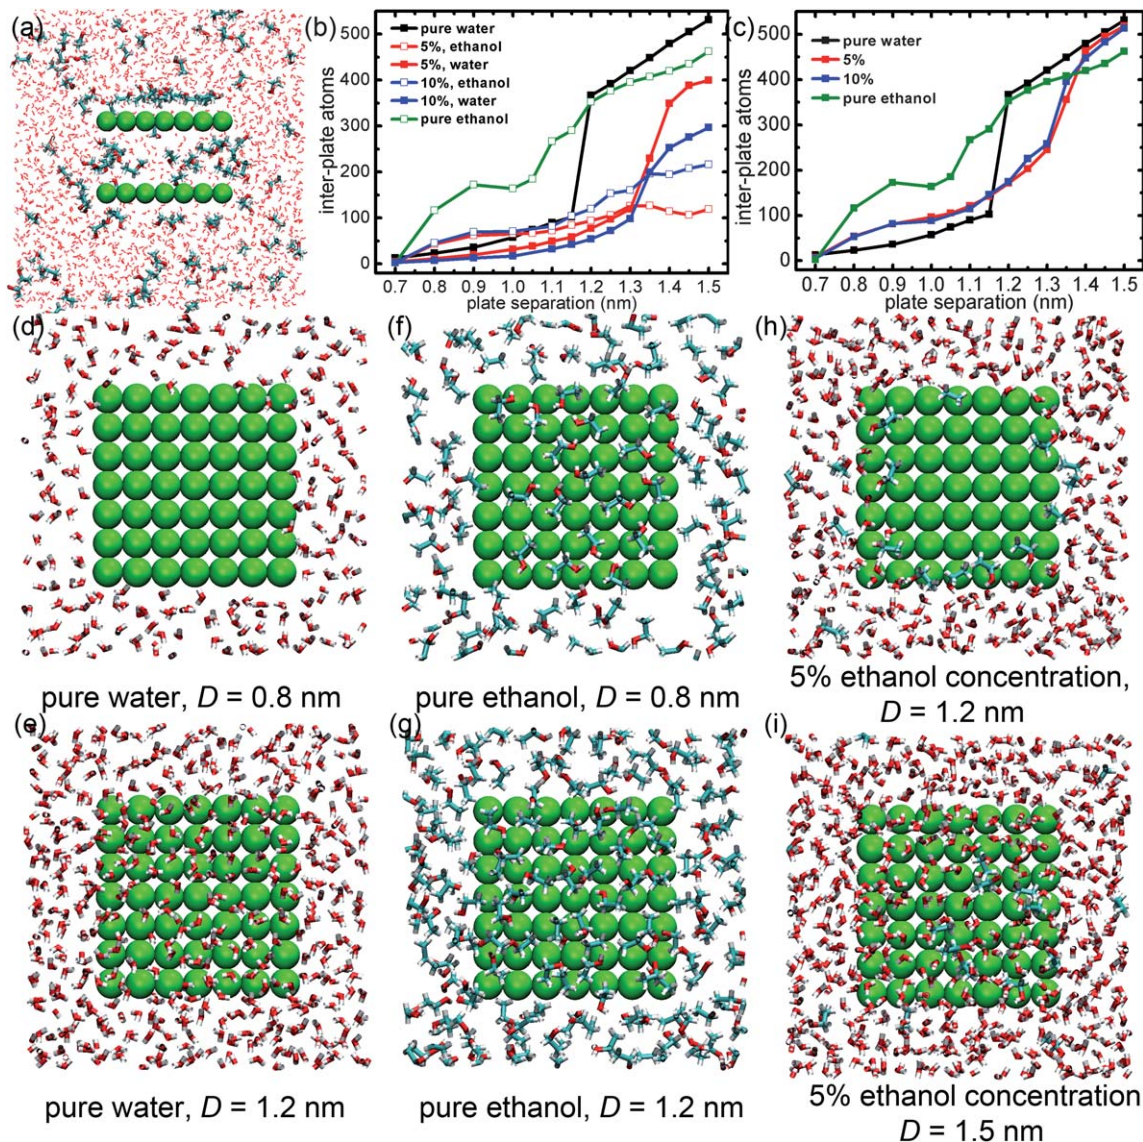 (a)
(b)
500
400
300
200
100
0
inter-plate atoms
pure water
5%, ethanol
5%, water
10%, ethanol
10%, water
pure ethanol
0.7 0.8 0.9 1.0 1.1 1.2 1.3 1.4 1.5
plate separation (nm)
(c)
500
400
300
200
100
0
inter-plate atoms
pure water
5%
10%
pure ethanol
0.7 0.8 0.9 1.0 1.1 1.2 1.3 1.4 1.5
plate separation (nm)
(d)
pure water, D = 0.8 nm
(f)
pure ethanol, D = 0.8 nm
(h)
5% ethanol concentration,
D = 1.2 nm
(e)
pure water, D = 1.2 nm
(g)
pure ethanol, D = 1.2 nm
(i)
5% ethanol concentration
D = 1.5 nm